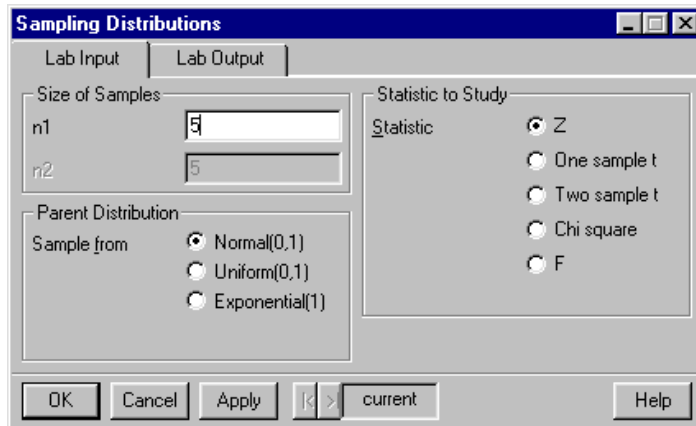 Sampling Distributions
Lab Input
Lab Output
Size of Samples
n1
5
n2
5
Parent Distribution
Sample from
Normal(0,1)
Uniform(0,1)
Exponential(1)
Statistic to Study
Statistic
Z
One sample t
Two sample t
Chi square
F
OK
Cancel
Apply
current
Help